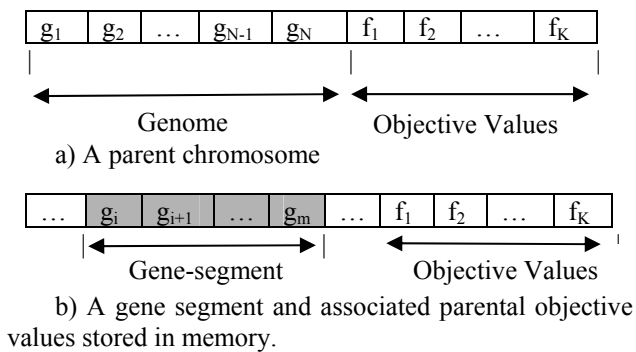 g1 g2 … gN-1 gN f1 f2 … fK
Genome Objective Values
a) A parent chromosome
… gi gi+1 … gm … f1 f2 … fK
Gene-segment Objective Values
b) A gene segment and associated parental objective
values stored in memory.